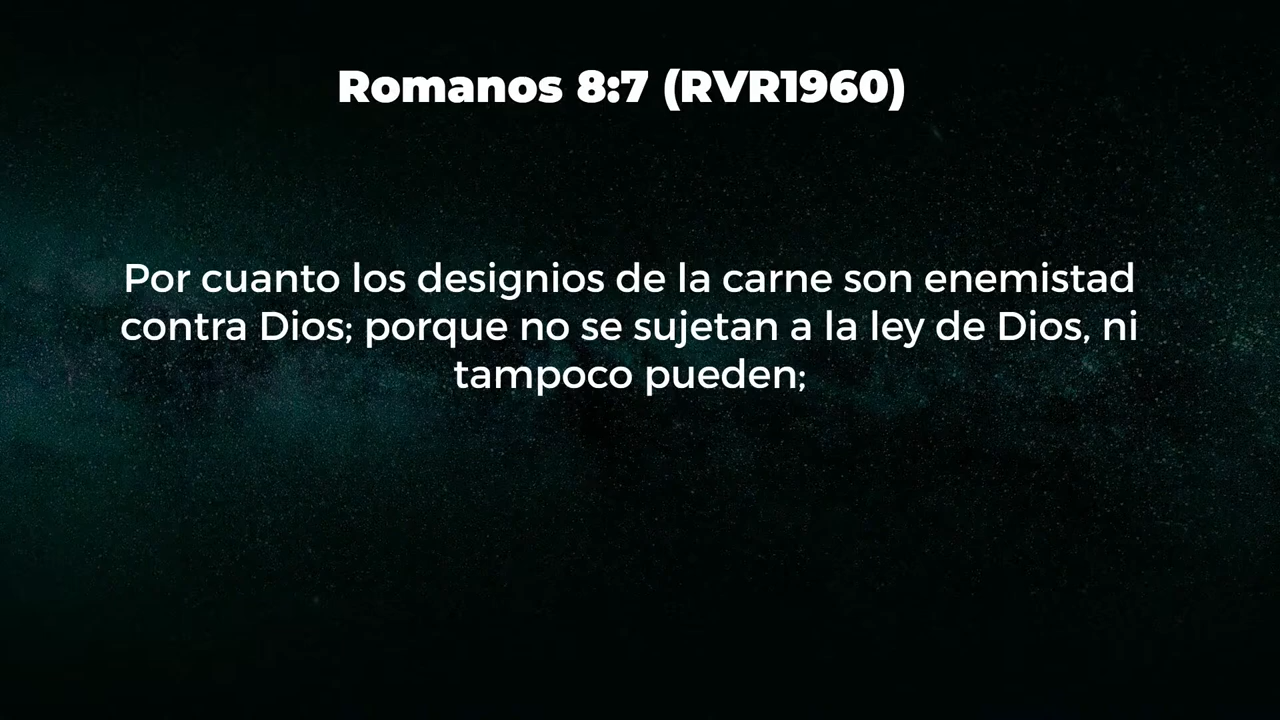 Romanos 8:7 (RVR1960)
Por cuanto los designios de la carne son enemistad
contra Dios; porque no se sujetan a la ley de Dios, ni
tampoco pueden;